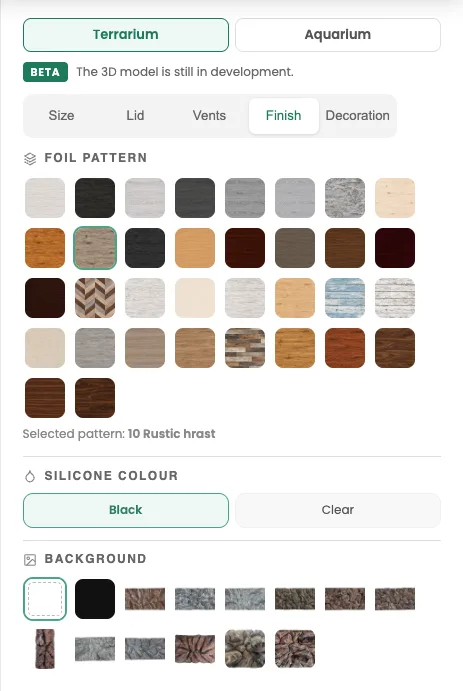 Terrarium Aquarium
BETA The 3D model is still in development.
Size Lid Vents Finish Decoration
FOIL PATTERN
Selected pattern: 10 Rustic hrast
SILICONE COLOUR
Black Clear
BACKGROUND